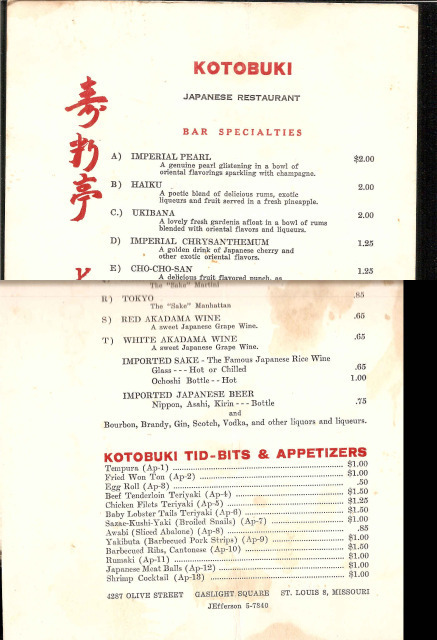 KOTOBUKI
JAPANESE RESTAURANT
寿
亭
BAR SPECIALTIES
A) IMPERIAL PEARL $2.00
A genuine pearl glistening in a bowl of
oriental flavorings sparkling with champagne.
B) HAIKU 2.00
A poetic blend of delicious rums, exotic
liqueurs and fruit served in a fresh pineapple.
C.) UKIBANA 2.00
A lovely fresh gardenia afloat in a bowl of rums
blended with oriental flavors and liqueurs.
D) IMPERIAL CHRYSANTHEMUM 1.25
A golden drink of Japanese cherry and
other exotic oriental flavors.
E) CHO-CHO-SAN 1.25
A delicious fruit flavored punch, as
The "Sake" Martini
R) TOKYO .85
The "Sake" Manhattan
S) RED AKADAMA WINE .65
A sweet Japanese Grape Wine.
T) WHITE AKADAMA WINE .65
A sweet Japanese Grape Wine.
IMPORTED SAKE - The Famous Japanese Rice Wine
Glass - - - Hot or Chilled .65
Ochoshi Bottle - - Hot 1.00
IMPORTED JAPANESE BEER
Nippon, Asahi, Kirin - - - Bottle .75
and
Bourbon, Brandy, Gin, Scotch, Vodka, and other liquors and liqueurs.
KOTOBUKI TID-BITS & APPETIZERS
Tempura (Ap-1) $1.00
Fried Won Ton (Ap-2) $1.00
Egg Roll (Ap-3) .50
Beef Tenderloin Teriyaki (Ap-4) $1.50
Chicken Filets Teriyaki (Ap-5) $1.25
Baby Lobster Tails Teriyaki (Ap-6) $1.50
Sazae-Kushi-Yaki (Broiled Snails) (Ap-7) $1.00
Awabi (Sliced Abalone) (Ap-8) .85
Yakibuta (Barbecued Pork Strips) (Ap-9) $1.00
Barbecued Ribs, Cantonese (Ap-10) $1.50
Rumaki (Ap-11) $1.00
Japanese Meat Balls (Ap-12) $1.00
Shrimp Cocktail (Ap-13) $1.00
4287 OLIVE STREET GASLIGHT SQUARE ST. LOUIS 8, MISSOURI
JEfferson 5-7840